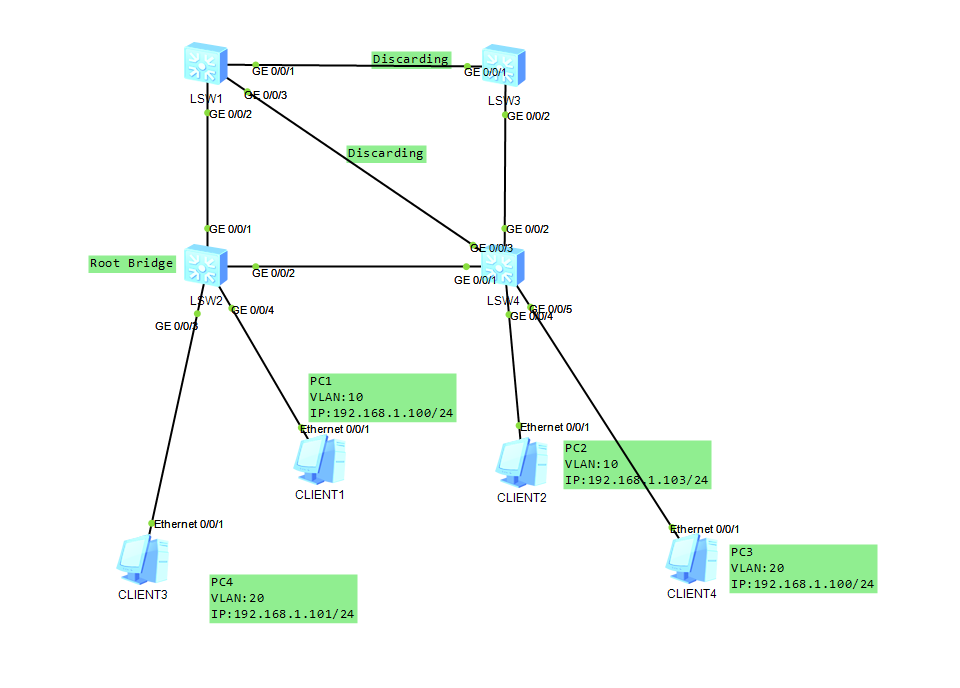 Discarding
GE 0/0/1
GE 0/0/1
LSW1
GE 0/0/3
LSW3
GE 0/0/2
GE 0/0/2
Discarding
GE 0/0/1
GE 0/0/2
GE 0/0/3
Root Bridge
GE 0/0/2
GE 0/0/1
LSW2
LSW4
GE 0/0/4
GE 0/0/5
GE 0/0/4
GE 0/0/3
PC1
VLAN:10
IP:192.168.1.100/24
Ethernet 0/0/1
Ethernet 0/0/1
PC2
VLAN:10
IP:192.168.1.103/24
CLIENT1
CLIENT2
Ethernet 0/0/1
Ethernet 0/0/1
PC3
VLAN:20
IP:192.168.1.100/24
CLIENT3
CLIENT4
PC4
VLAN:20
IP:192.168.1.101/24